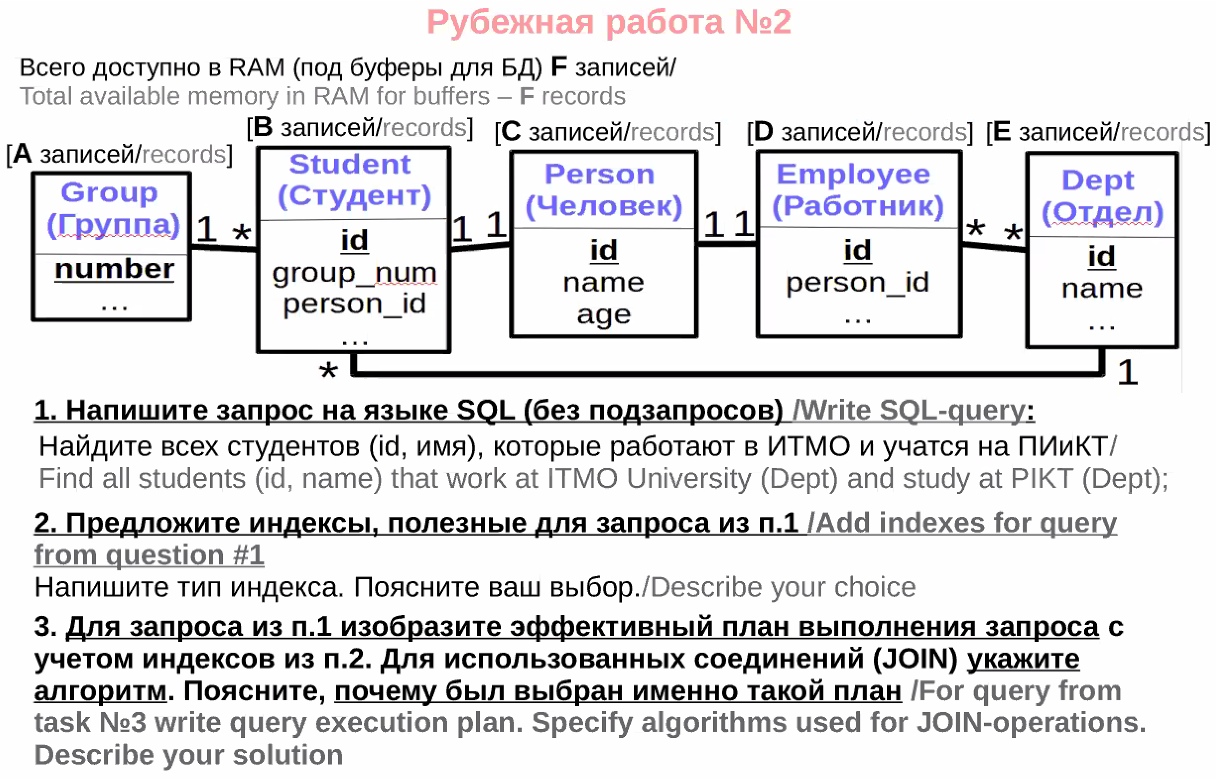 Рубежная работа №2
Всего доступно в RAM (под буферы для БД) F записей/
Total available memory in RAM for buffers – F records
[A записей/records]
[B записей/records]
[C записей/records]
[D записей/records]
[E записей/records]
Group
(Группа)
number
...
1
*
Student
(Студент)
id
group_num
person_id
...
1
1
Person
(Человек)
id
name
age
1
1
Employee
(Работник)
id
person_id
...
*
*
Dept
(Отдел)
id
name
...
*
1
1. Напишите запрос на языке SQL (без подзапросов) /Write SQL-query:
Найдите всех студентов (id, имя), которые работают в ИТМО и учатся на ПИиКТ/
Find all students (id, name) that work at ITMO University (Dept) and study at PIKT (Dept);
2. Предложите индексы, полезные для запроса из п.1 /Add indexes for query
from question #1
Напишите тип индекса. Поясните ваш выбор./Describe your choice
3. Для запроса из п.1 изобразите эффективный план выполнения запроса с
учетом индексов из п.2. Для использованных соединений (JOIN) укажите
алгоритм. Поясните, почему был выбран именно такой план /For query from
task №3 write query execution plan. Specify algorithms used for JOIN-operations.
Describe your solution